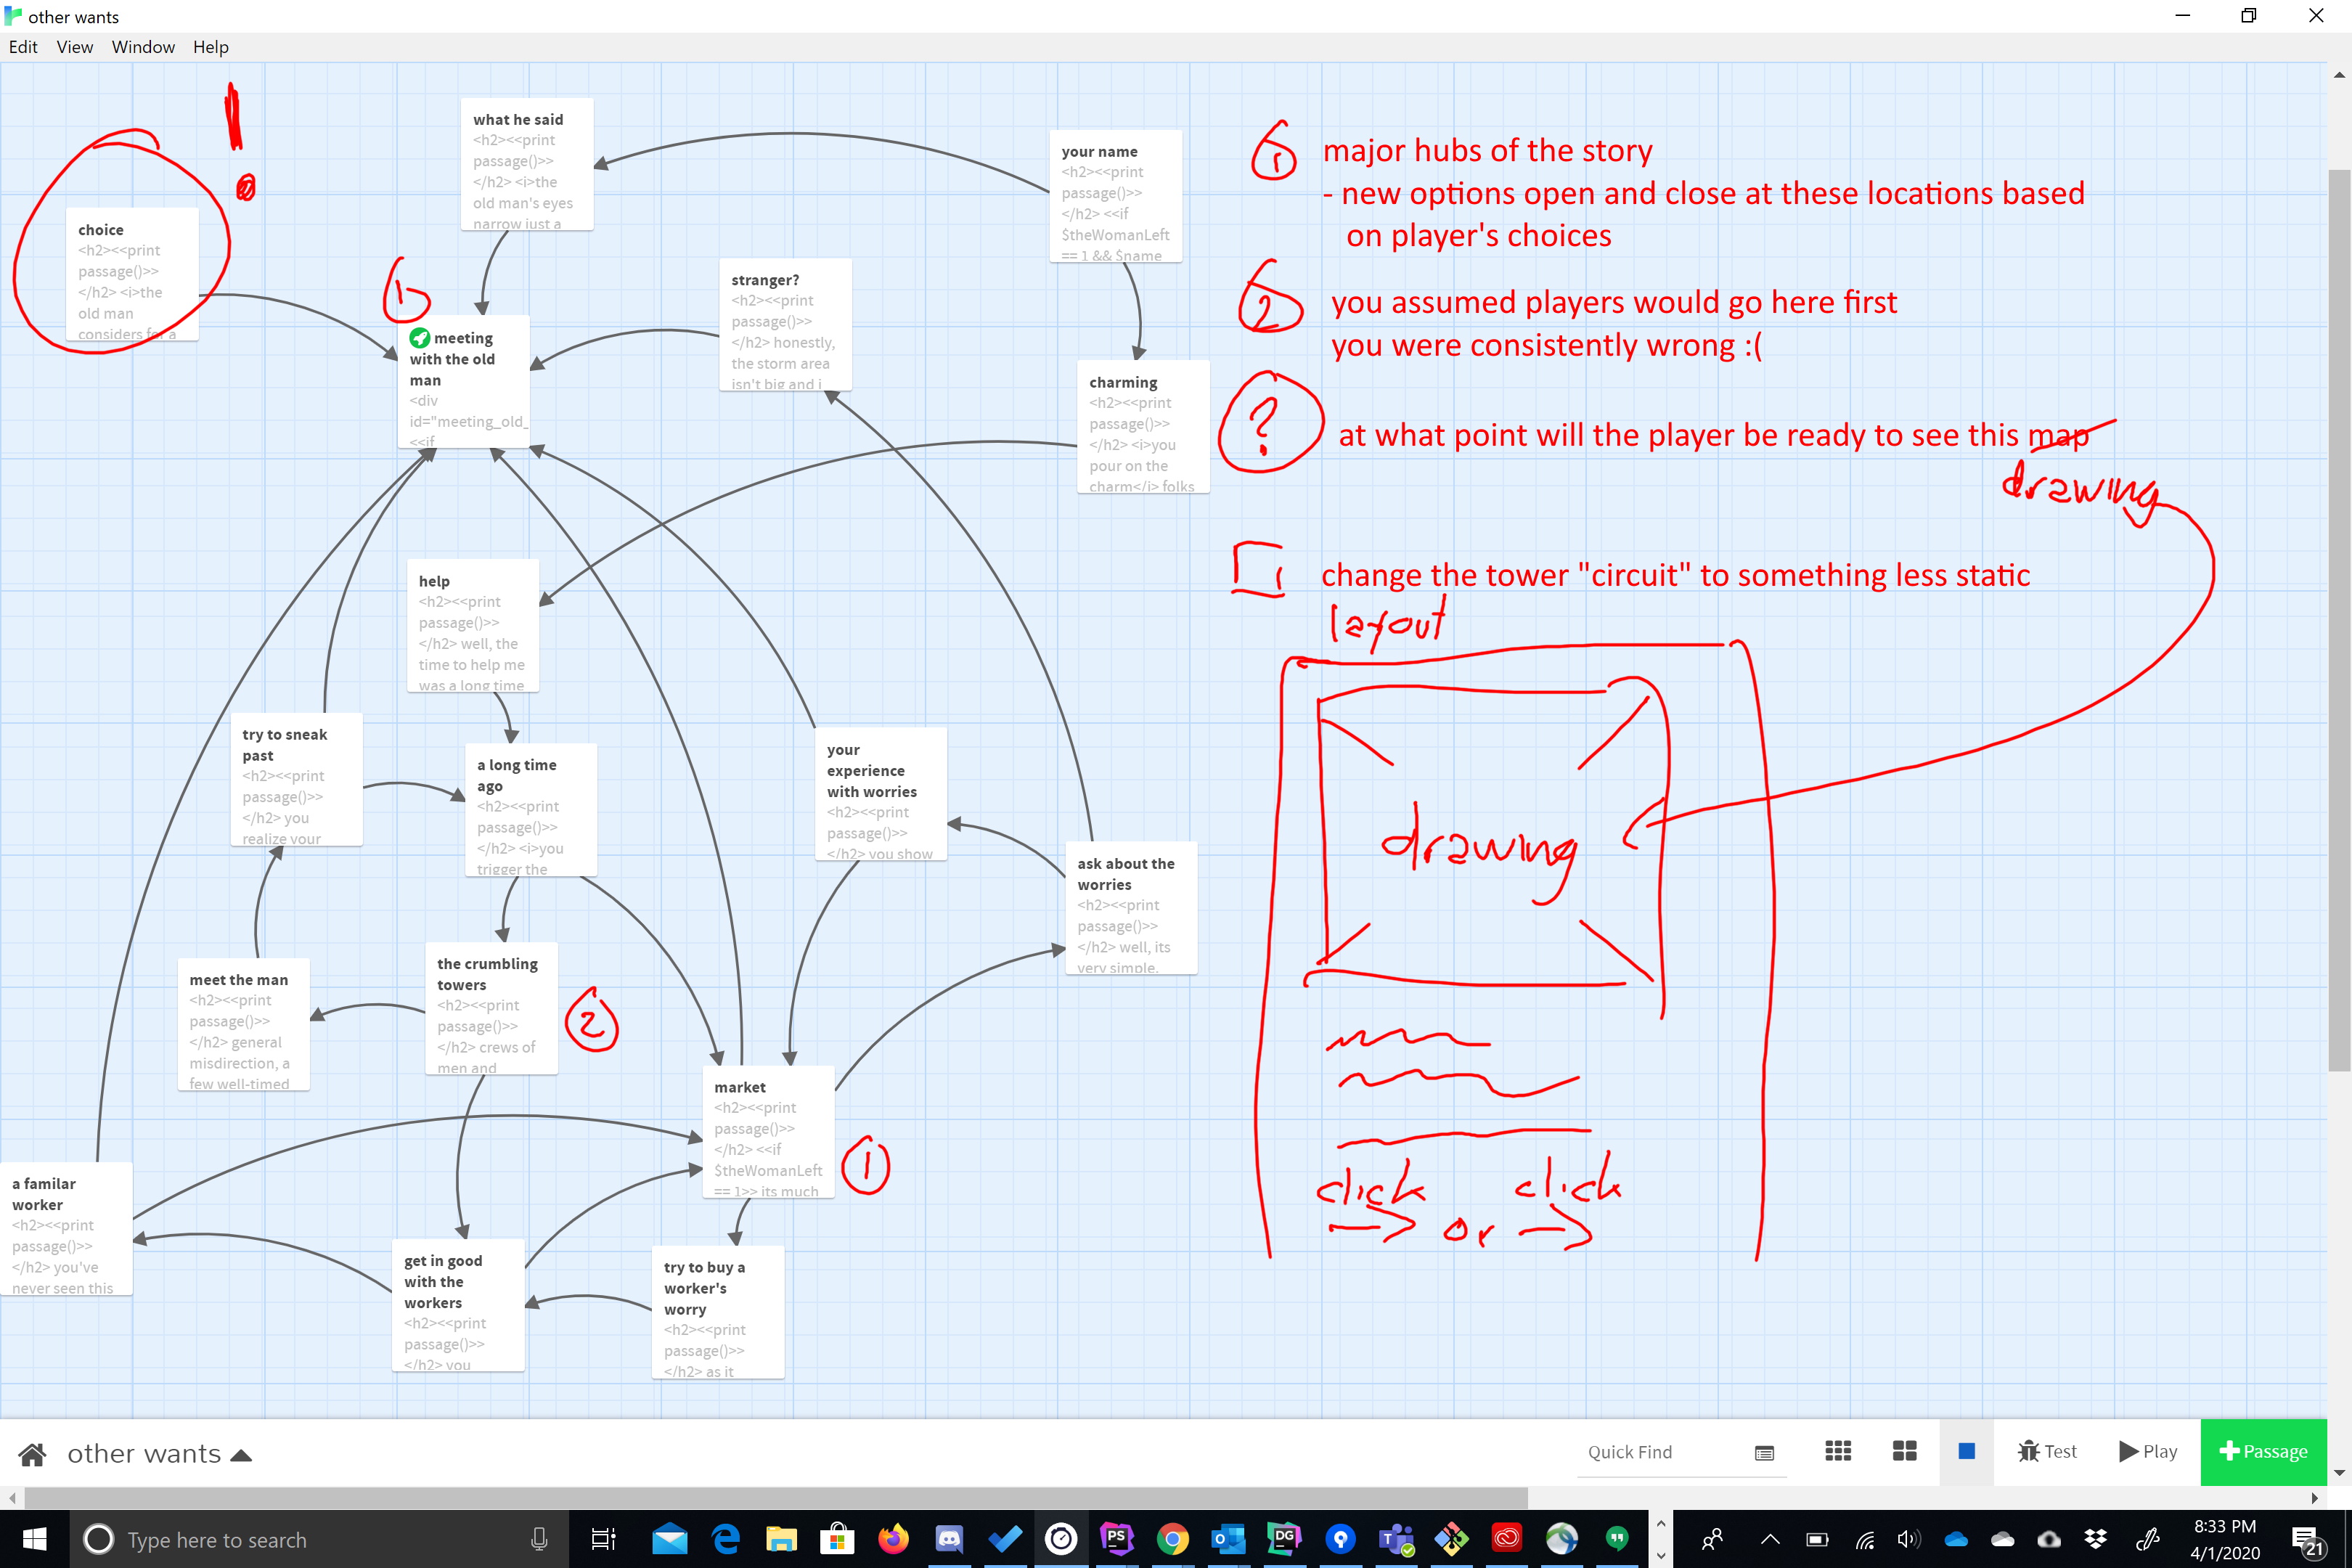 other wants
Edit View Window Help
what he said
<h2><<print
passage()>>
</h2> <i>the
old man's eyes
narrow just a
your name
<h2><<print
passage()>>
</h2> <<if
$theWomanLeft
== 1 && $name
choice
<h2><<print
passage()>>
</h2> <i>the
old man
considers for a
!
1
meeting
with the old
man
<div
id="meeting_old_
<<if
stranger?
<h2><<print
passage()>>
</h2> honestly,
the storm area
isn't big and i
charming
<h2><<print
passage()>>
</h2> <i>you
pour on the
charm</i> folks
help
<h2><<print
passage()>>
</h2> well, the
time to help me
was a long time
try to sneak
past
<h2><<print
passage()>>
</h2> you
realize your
a long time
ago
<h2><<print
passage()>>
</h2> <i>you
trigger the
your
experience
with worries
<h2><<print
passage()>>
</h2> you show
ask about the
worries
<h2><<print
passage()>>
</h2> well, its
very simple.
meet the man
<h2><<print
passage()>>
</h2> general
misdirection, a
few well-timed
the crumbling
towers
<h2><<print
passage()>>
</h2> crews of
men and
2
market
<h2><<print
passage()>>
</h2> <<if
$theWomanLeft
== 1>> its much
1
a familar
worker
<h2><<print
passage()>>
</h2> you've
never seen this
get in good
with the
workers
<h2><<print
passage()>>
</h2> you
try to buy a
worker's
worry
<h2><<print
passage()>>
</h2> as it
1 major hubs of the story
- new options open and close at these locations based
on player's choices
2 you assumed players would go here first
you were consistently wrong :(
? at what point will the player be ready to see this map
drawing
change the tower "circuit" to something less static
layout
drawing
click or click
other wants
Quick Find
Test
Play
+Passage
Type here to search
PS
DG
8:33 PM
4/1/2020
21